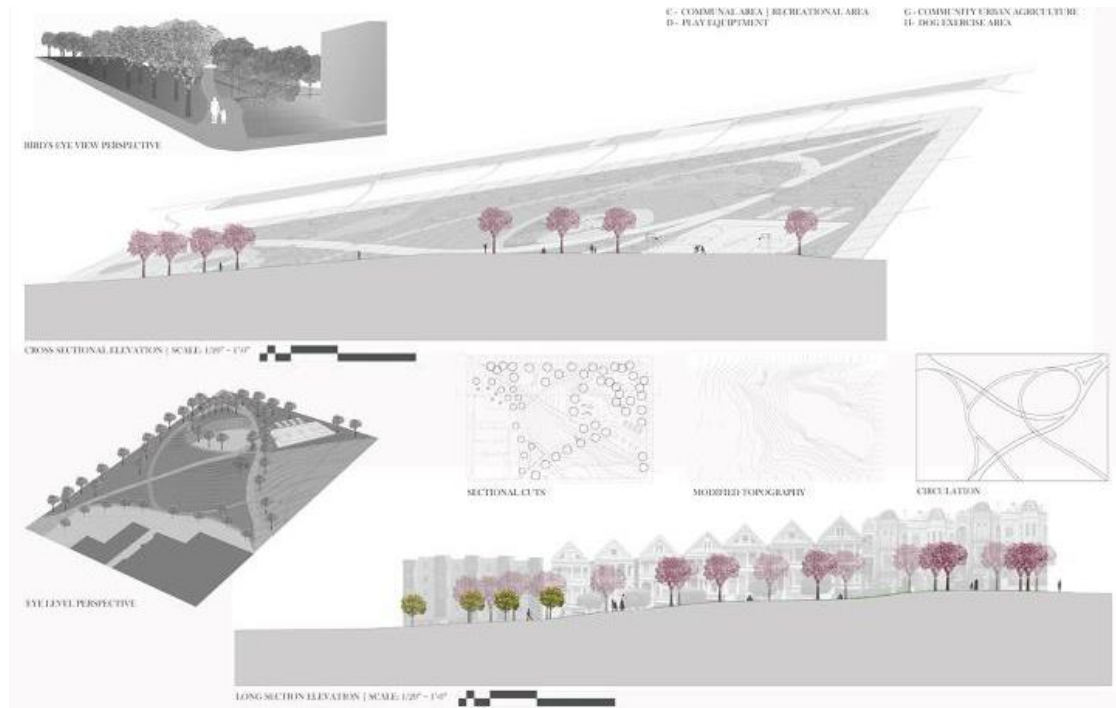 C - COMMUNAL AREA | RECREATIONAL AREA
D - PLAY EQUIPTMENT
G - COMMUNITY URBAN AGRICULTURE
H- DOG EXERCISE AREA
BIRD'S EYE VIEW PERSPECTIVE
CROSS SECTIONAL ELEVATION | SCALE: 1/20" = 1'-0"
SECTIONAL CUTS
MODIFIED TOPOGRAPHY
CIRCULATION
EYE LEVEL PERSPECTIVE
LONG SECTION ELEVATION | SCALE: 1/20" = 1'-0"